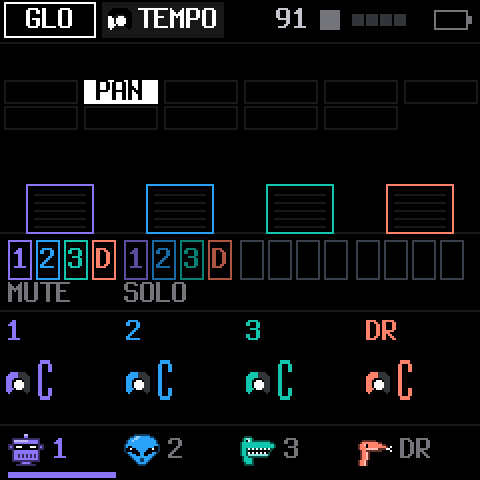 GLO TEMPO 91
PAN
1 2 3 D 1 2 3 D
MUTE SOLO
1 2 3 DR
C C C C
1 2 3 DR